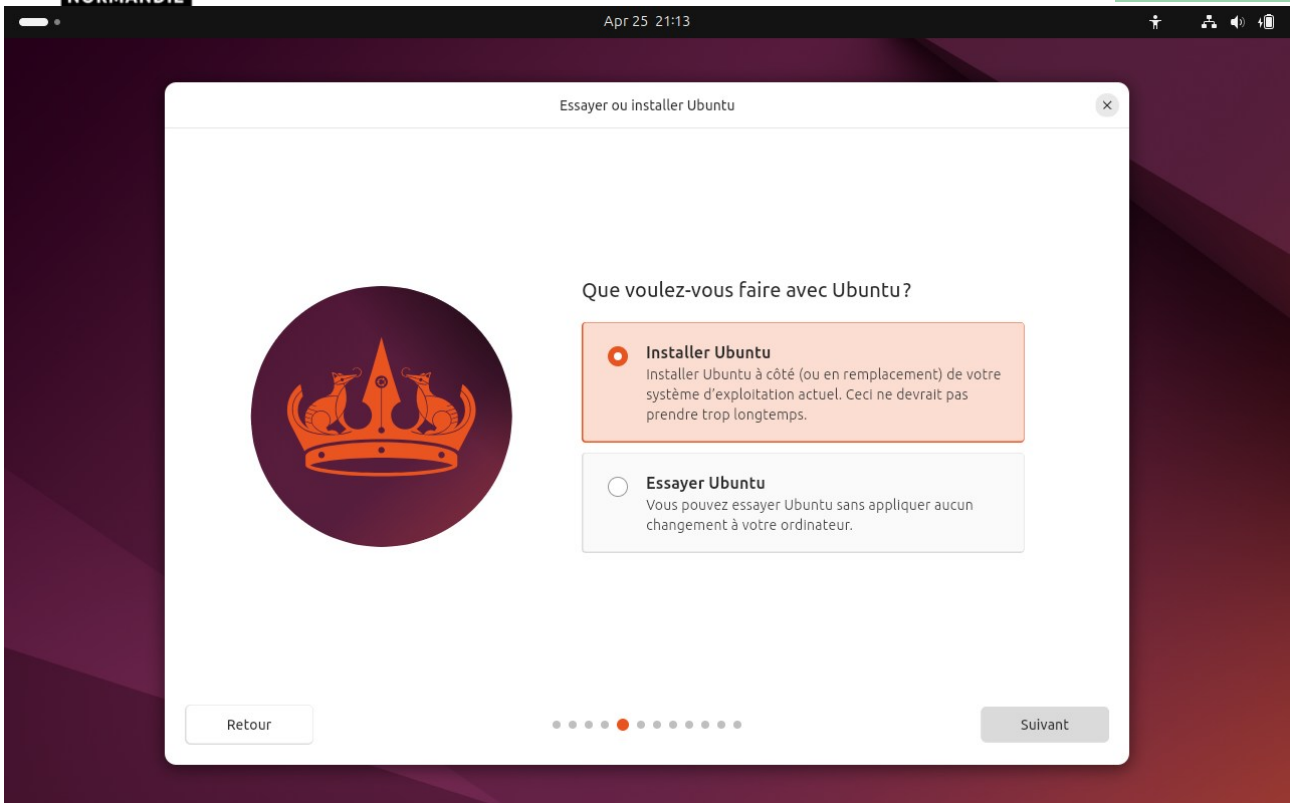 NORMANDIE
Apr 25 21:13
Essayer ou installer Ubuntu
Que voulez-vous faire avec Ubuntu?
Installer Ubuntu
Installer Ubuntu à côté (ou en remplacement) de votre
système d'exploitation actuel. Ceci ne devrait pas
prendre trop longtemps.
Essayer Ubuntu
Vous pouvez essayer Ubuntu sans appliquer aucun
changement à votre ordinateur.
Retour
Suivant